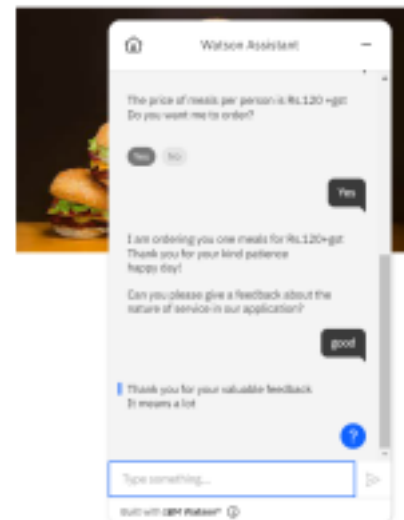 Watson Assistant
The price of meals per person is Rs.120 +gst
Do you want me to order?
Yes
No
Yes
I am ordering you one meals for Rs.120+gst
Thank you for your kind patience
happy day!
Can you please give a feedback about the
nature of service in our application?
good
Thank you for your valuable feedback
It means a lot
?
Type something...
Built with IBM Watson®